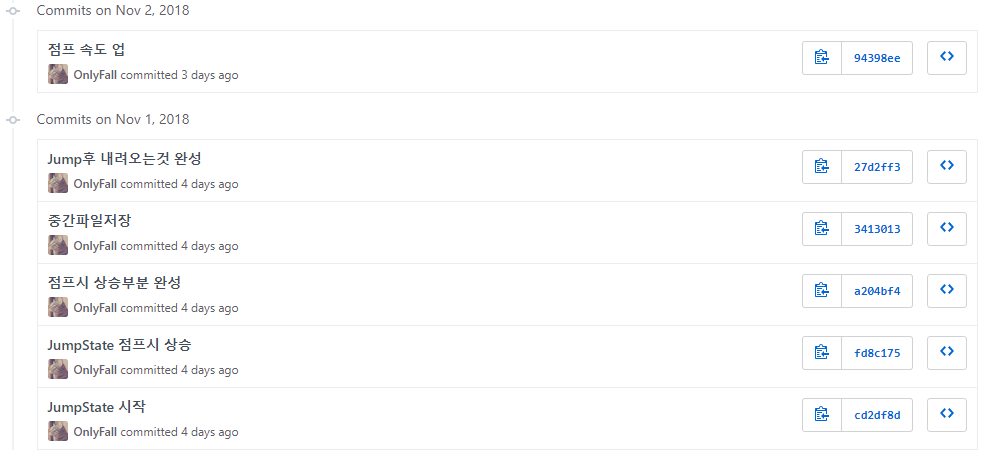 Commits on Nov 2, 2018
점프 속도 업
OnlyFall committed 3 days ago
94398ee
Commits on Nov 1, 2018
Jump후 내려오는것 완성
OnlyFall committed 4 days ago
27d2ff3
중간파일저장
OnlyFall committed 4 days ago
3413013
점프시 상승부분 완성
OnlyFall committed 4 days ago
a204bf4
JumpState 점프시 상승
OnlyFall committed 4 days ago
fd8c175
JumpState 시작
OnlyFall committed 4 days ago
cd2df8d